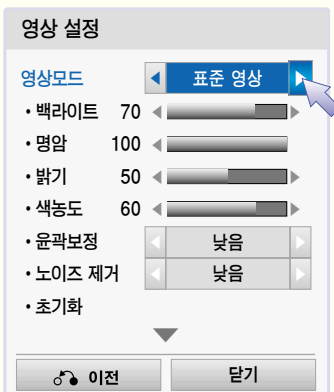 영상 설정
영상모드 표준 영상
• 백라이트 70
• 명암 100
• 밝기 50
• 색농도 60
• 윤곽보정 낮음
• 노이즈 제거 낮음
• 초기화
이전 닫기